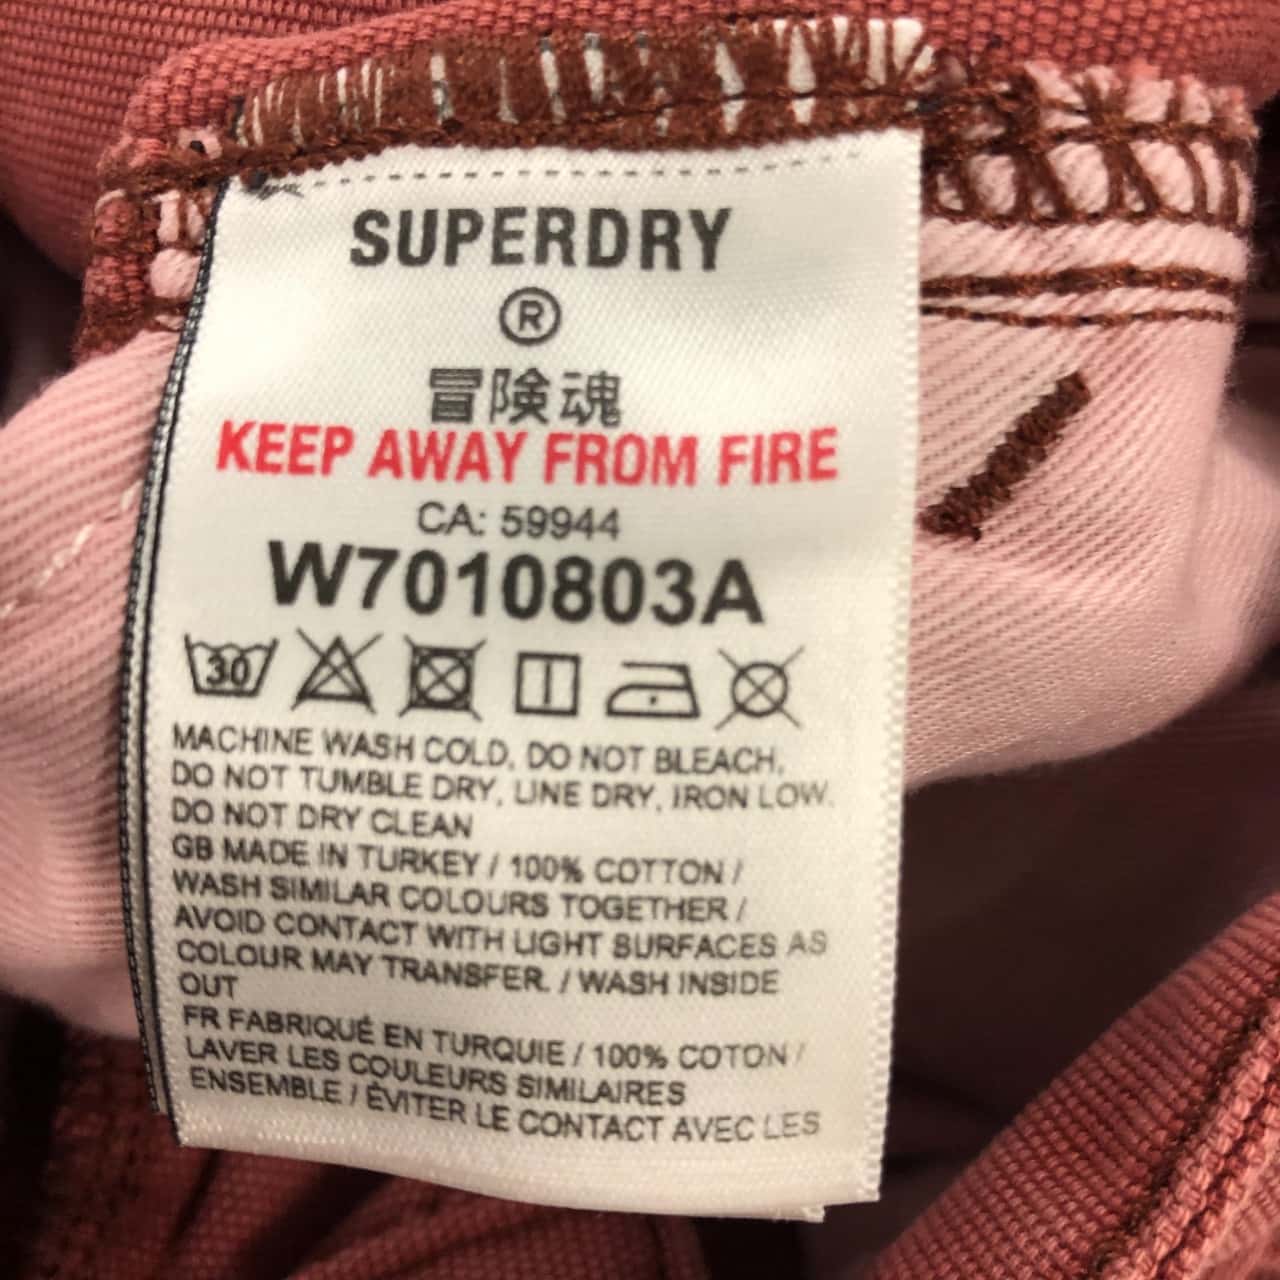 SUPERDRY
®
冒険魂
KEEP AWAY FROM FIRE
CA: 59944
W7010803A
30
MACHINE WASH COLD, DO NOT BLEACH,
DO NOT TUMBLE DRY, LINE DRY, IRON LOW.
DO NOT DRY CLEAN
GB MADE IN TURKEY / 100% COTTON /
WASH SIMILAR COLOURS TOGETHER /
AVOID CONTACT WITH LIGHT SURFACES AS
COLOUR MAY TRANSFER. / WASH INSIDE
OUT
FR FABRIQUÉ EN TURQUIE / 100% COTON /
LAVER LES COULEURS SIMILAIRES
ENSEMBLE / ÉVITER LE CONTACT AVEC LES